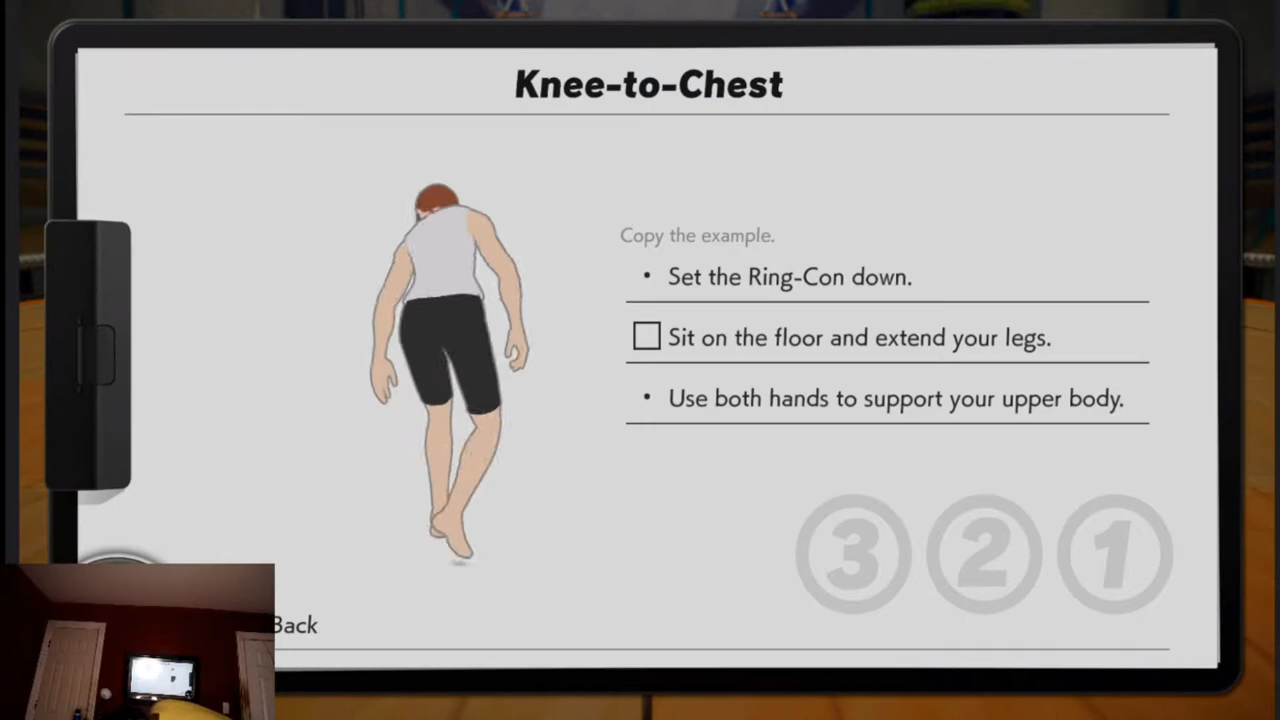 Knee-to-Chest
Copy the example.
• Set the Ring-Con down.
Sit on the floor and extend your legs.
• Use both hands to support your upper body.
3 2 1
Back